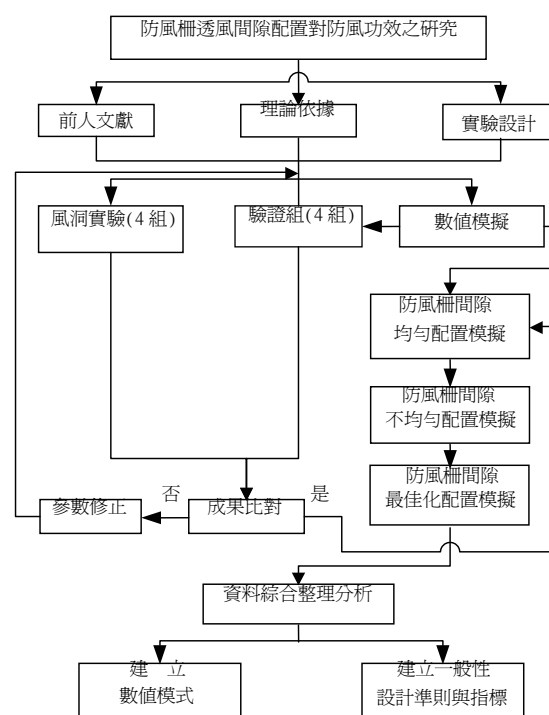 防風柵透風間隙配置對防風功效之研究
前人文獻
理論依據
實驗設計
風洞實驗(4 組)
驗證組(4 組)
數值模擬
防風柵間隙
均勻配置模擬
防風柵間隙
不均勻配置模擬
防風柵間隙
最佳化配置模擬
參數修正
否
成果比對
是
資料綜合整理分析
建　立
數值模式
建立一般性
設計準則與指標